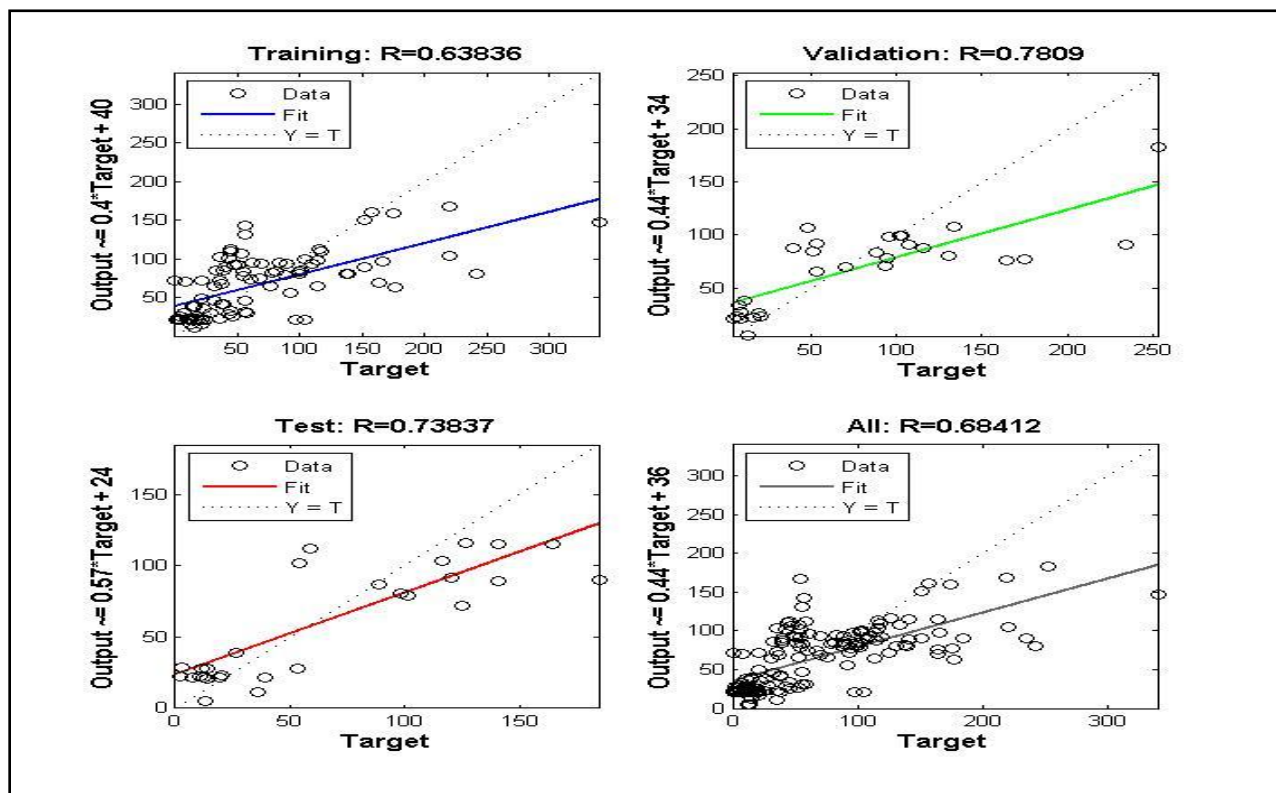 Training: R=0.63836
Output ~= 0.4*Target + 40
300
250
200
150
100
50
Data
Fit
Y = T
50 100 150 200 250 300
Target
Validation: R=0.7809
Output ~= 0.44*Target + 34
250
200
150
100
50
Data
Fit
Y = T
50 100 150 200 250
Target
Test: R=0.73837
Output ~= 0.57*Target + 24
150
100
50
0
Data
Fit
Y = T
0 50 100 150
Target
All: R=0.68412
Output ~= 0.44*Target + 36
300
250
200
150
100
50
0
Data
Fit
Y = T
0 100 200 300
Target